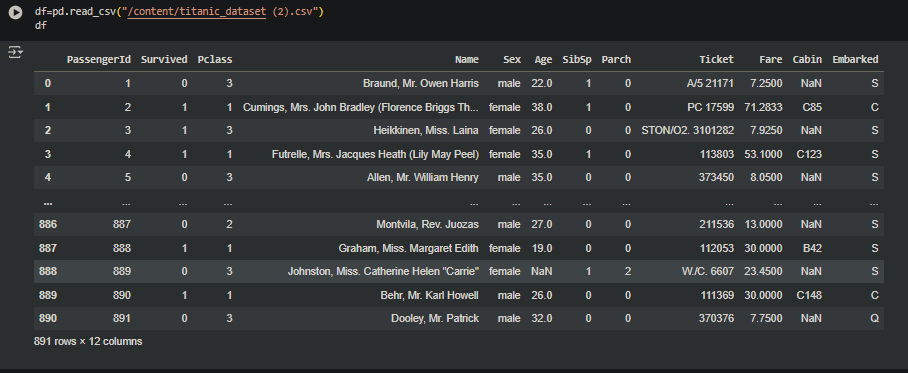 df=pd.read_csv("/content/titanic_dataset (2).csv")
df
PassengerId Survived Pclass Name Sex Age SibSp Parch Ticket Fare Cabin Embarked
0 1 0 3 Braund, Mr. Owen Harris male 22.0 1 0 A/5 21171 7.2500 NaN S
1 2 1 1 Cumings, Mrs. John Bradley (Florence Briggs Th... female 38.0 1 0 PC 17599 71.2833 C85 C
2 3 1 3 Heikkinen, Miss. Laina female 26.0 0 0 STON/O2. 3101282 7.9250 NaN S
3 4 1 1 Futrelle, Mrs. Jacques Heath (Lily May Peel) female 35.0 1 0 113803 53.1000 C123 S
4 5 0 3 Allen, Mr. William Henry male 35.0 0 0 373450 8.0500 NaN S
... ... ... ... ... ... ... ... ... ... ... ... ...
886 887 0 2 Montvila, Rev. Juozas male 27.0 0 0 211536 13.0000 NaN S
887 888 1 1 Graham, Miss. Margaret Edith female 19.0 0 0 112053 30.0000 B42 S
888 889 0 3 Johnston, Miss. Catherine Helen "Carrie" female NaN 1 2 W./C. 6607 23.4500 NaN S
889 890 1 1 Behr, Mr. Karl Howell male 26.0 0 0 111369 30.0000 C148 C
890 891 0 3 Dooley, Mr. Patrick male 32.0 0 0 370376 7.7500 NaN Q
891 rows × 12 columns